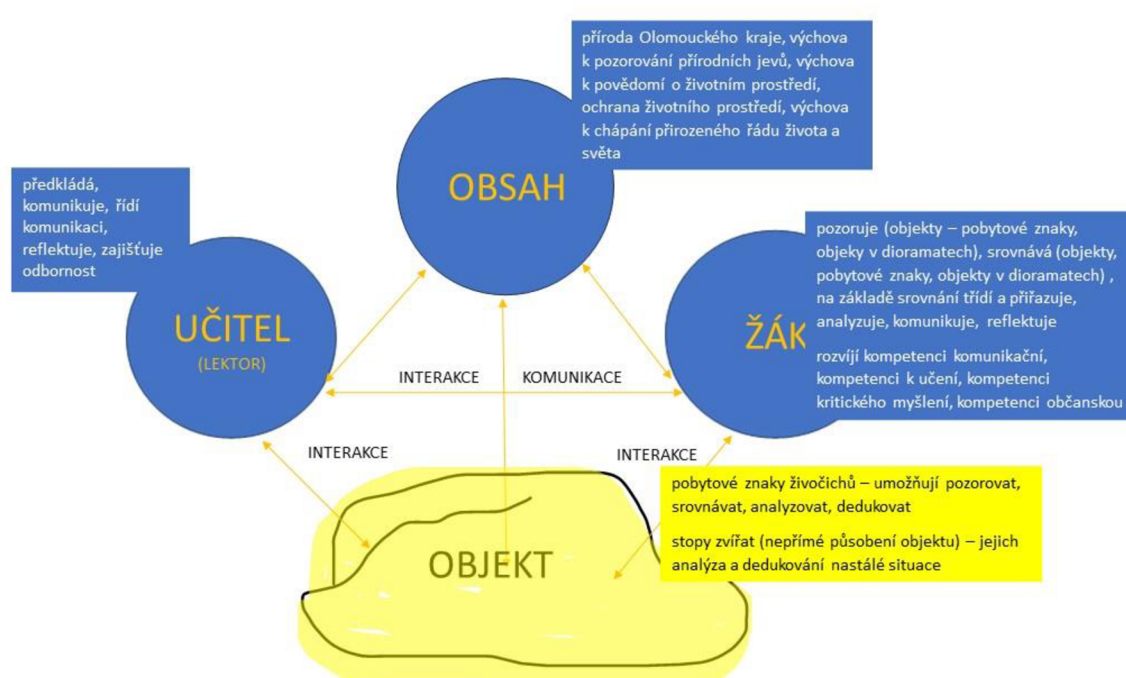 příroda Olomouckého kraje, výchova
k pozorování přírodních jevů, výchova
k povědomí o životním prostředí,
ochrana životního prostředí, výchova
k chápání přirozeného řádu života a
světa
OBSAH
předkládá,
komunikuje, řídí
komunikaci,
reflektuje, zajišťuje
odbornost
UČITEL
(LEKTOR)
ŽÁK
pozoruje (objekty – pobytové znaky,
objeky v dioramatech), srovnává (objekty,
pobytové znaky, objekty v dioramatech) ,
na základě srovnání třídí a přiřazuje,
analyzuje, komunikuje, reflektuje
rozvíjí kompetenci komunikační,
kompetenci k učení, kompetenci
kritického myšlení, kompetenci občanskou
INTERAKCE KOMUNIKACE
INTERAKCE
INTERAKCE
pobytové znaky živočichů – umožňují pozorovat,
srovnávat, analyzovat, dedukovat
stopy zvířat (nepřímé působení objektu) – jejich
analýza a dedukování nastálé situace
OBJEKT